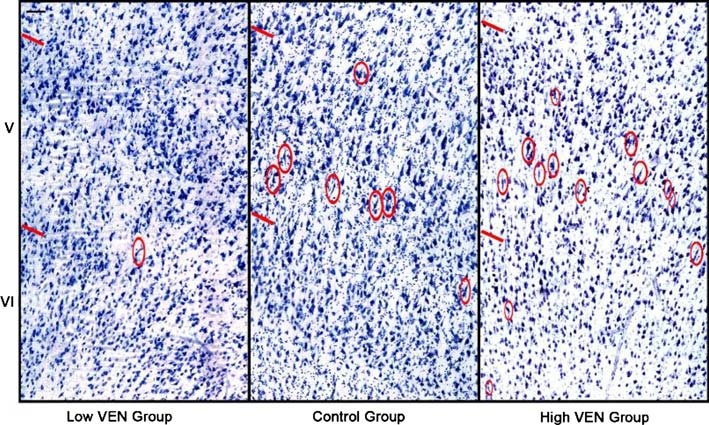 V
VI
Low VEN Group
Control Group
High VEN Group